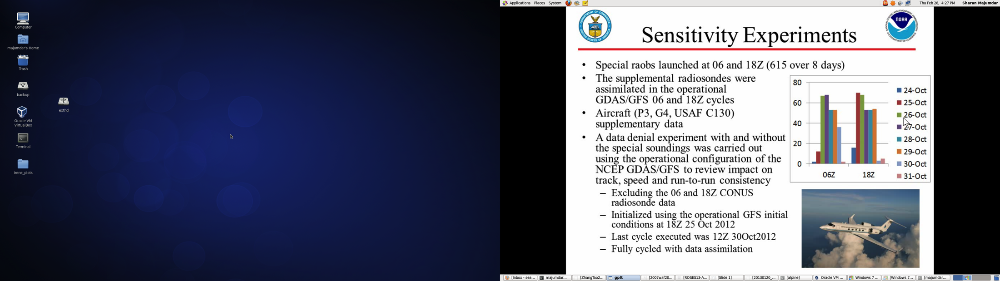 Computer
majumdar's Home
Trash
backup
exthd
Oracle VM
VirtualBox
Terminal
irene_plots
Applications Places System
Thu Feb 28, 4:27 PM Sharan Majumdar
DEPARTMENT OF COMMERCE
UNITED STATES OF AMERICA
NOAA
Sensitivity Experiments
• Special raobs launched at 06 and 18Z (615 over 8 days)
• The supplemental radiosondes were
assimilated in the operational
GDAS/GFS 06 and 18Z cycles
• Aircraft (P3, G4, USAF C130)
supplementary data
• A data denial experiment with and without
the special soundings was carried out
using the operational configuration of the
NCEP GDAS/GFS to review impact on
track, speed and run-to-run consistency
– Excluding the 06 and 18Z CONUS
radiosonde data
– Initialized using the operational GFS initial
conditions at 18Z 25 Oct 2012
– Last cycle executed was 12Z 30Oct2012
– Fully cycled with data assimilation
80
60
40
20
0
06Z 18Z
24-Oct
25-Oct
26-Oct
27-Oct
28-Oct
29-Oct
30-Oct
31-Oct
[Inbox - sea... majumdar... [ZhangTao2... gplt [2007waf20... [ROSES13-A... [Slide 1] [20130120_... [alpine] Oracle VM ... Windows 7 ... [Windows 7... [majumdar...